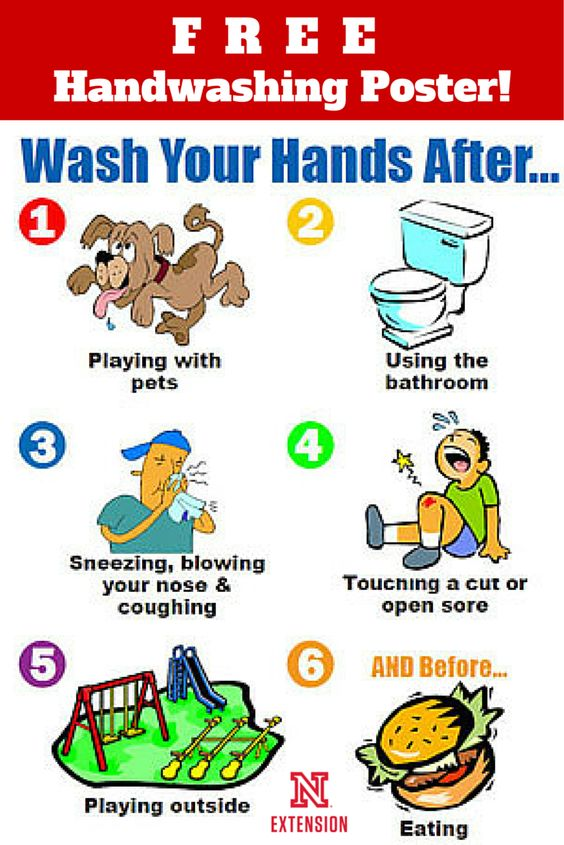 FREE
Handwashing Poster!
Wash Your Hands After...
1
2
Playing with
pets
Using the
bathroom
3
4
Sneezing, blowing
your nose &
coughing
Touching a cut or
open sore
5
6
AND Before...
Playing outside
N
EXTENSION
Eating